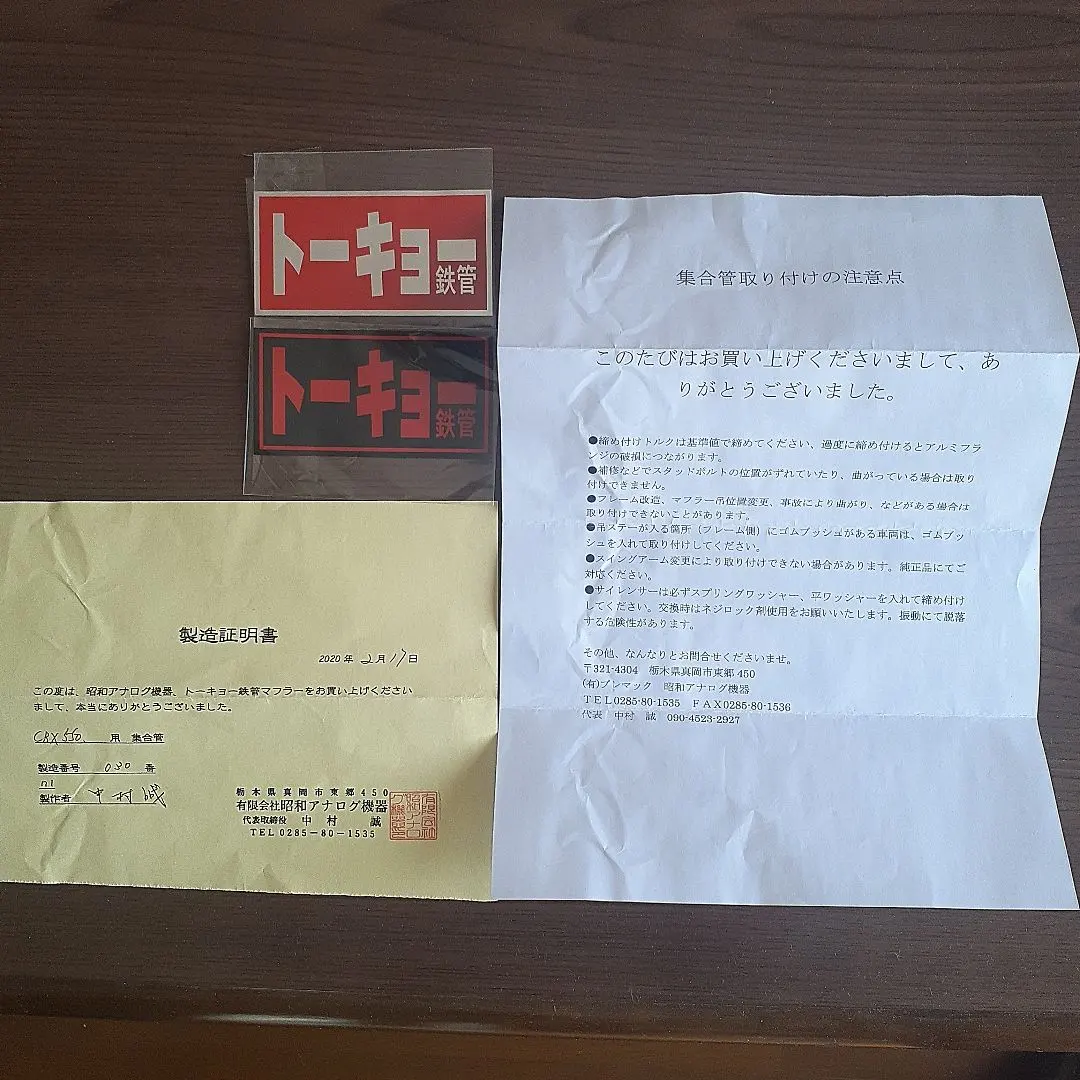 トーキョー鉄管
トーキョー鉄管
製造証明書
2020年2月17日
この度は、昭和アナログ機器、トーキョー鉄管マフラーをお買い上げください
まして、本当にありがとうございました。
CBX550 用 集合管
製造番号 030 番
製作者 中村 誠
栃木県真岡市東郷450
有限会社昭和アナログ機器
代表取締役 中村 誠
TEL0285-80-1535
集合管取り付けの注意点
このたびはお買い上げくださいまして、あ
りがとうございました。
●締め付けトルクは基準値で締めてください、過度に締め付けるとアルミフラ
ンジの破損につながります。
●補修などでスタッドボルトの位置がずれていたり、曲がっている場合は取り
付けできません。
●フレーム改造、マフラー吊位置変更、事故により曲がり、などがある場合は
取り付けできないことがあります。
●吊ステーが入る箇所（フレーム側）にゴムブッシュがある車両は、ゴムブッ
シュを入れて取り付けしてください。
●スイングアーム変更により取り付けできない場合があります。純正品にてご
対応ください。
●サイレンサーは必ずスプリングワッシャー、平ワッシャーを入れて締め付け
してください。交換時はネジロック剤使用をお願いいたします。振動にて脱落
する危険性があります。
その他、なんなりとお問合せくださいませ。
〒321-4304 栃木県真岡市東郷450
(有)ブレマック 昭和アナログ機器
TEL0285-80-1535 FAX0285-80-1536
代表 中村 誠 090-4523-2927